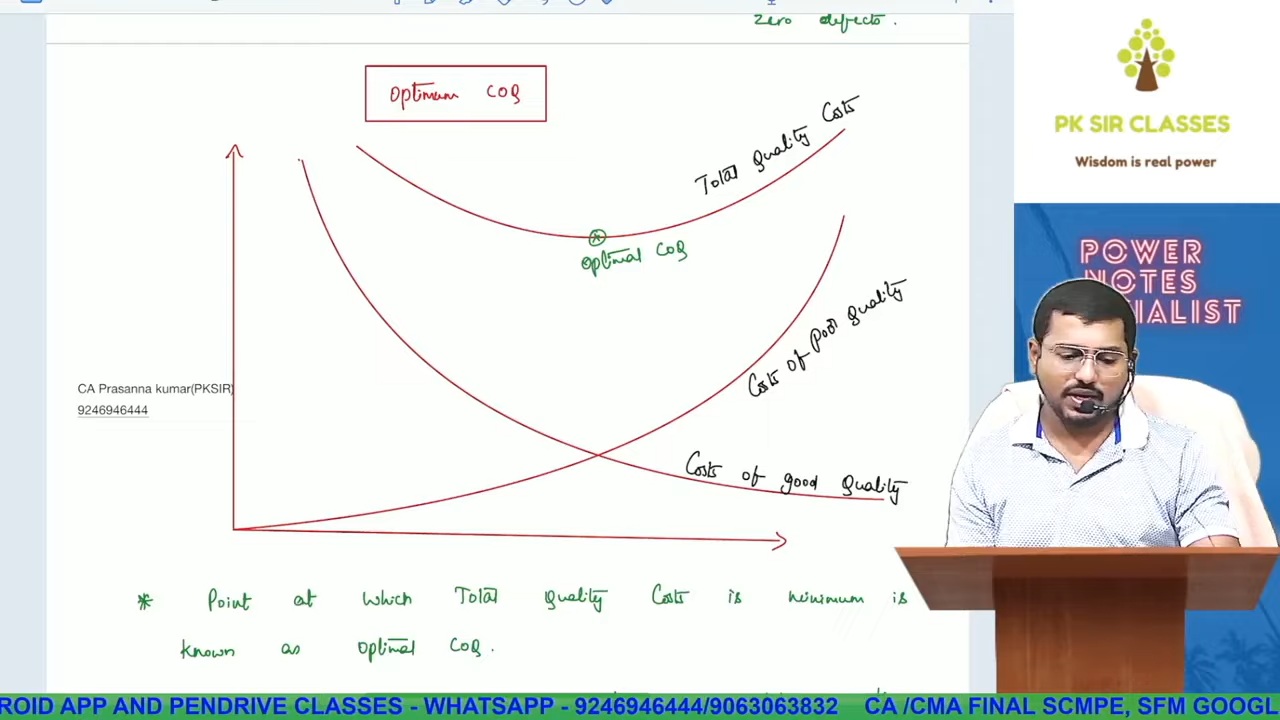 Zero defects.
Optimum COQ
Total Quality Costs
Optimal COQ
Costs of poor Quality
Costs of good Quality
CA Prasanna kumar(PKSIR)
9246946444
* Point at which Total Quality Costs is minimum is
known as optimal COQ.
PK SIR CLASSES
Wisdom is real power
POWER
NOTES
IALIST
ROID APP AND PENDRIVE CLASSES - WHATSAPP - 9246946444/9063063832 CA /CMA FINAL SCMPE, SFM GOOGL